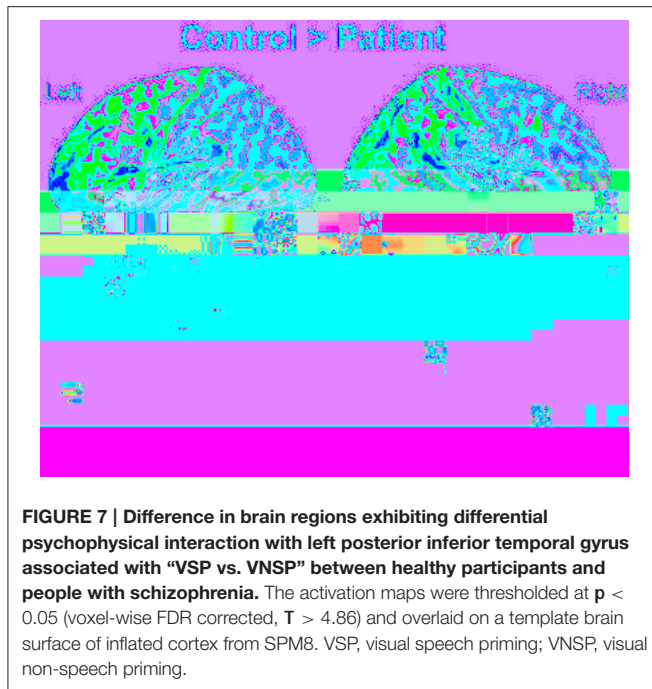 Control > Patient
Left
Right
FIGURE 7 | Difference in brain regions exhibiting differential
psychophysical interaction with left posterior inferior temporal gyrus
associated with “VSP vs. VNSP” between healthy participants and
people with schizophrenia. The activation maps were thresholded at p <
0.05 (voxel-wise FDR corrected, T > 4.86) and overlaid on a template brain
surface of inflated cortex from SPM8. VSP, visual speech priming; VNSP, visual
non-speech priming.